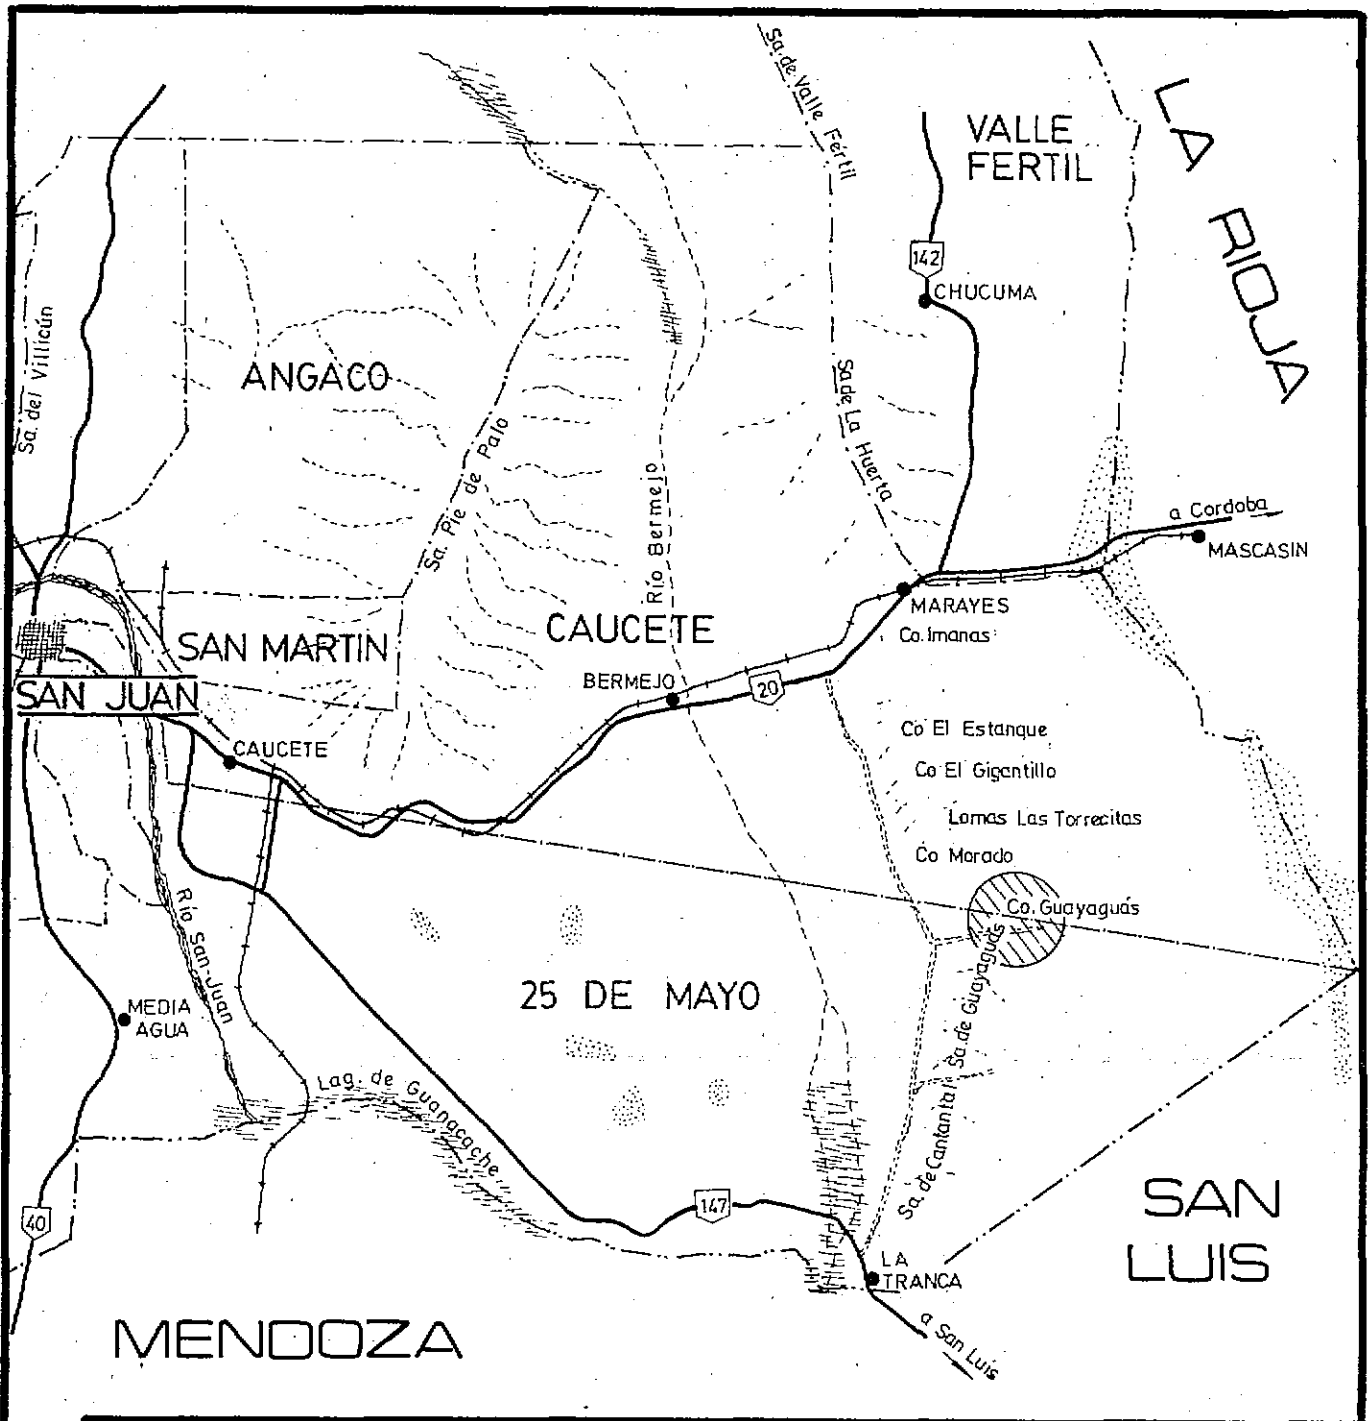 Sa. de Valle Fértil
VALLE
FERTIL
LA RIOJA
142
CHUCUMA
Sa. del Villicún
ANGACO
Sa. Pie de Palo
Sa de La Huerta
Río Bermejo
a Cordoba
MASCASIN
MARAYES
Co. Imanas
SAN MARTIN
CAUCETE
BERMEJO
20
SAN JUAN
CAUCETE
Co El Estanque
Co El Gigantillo
Lomas Las Torrecitas
Co Morado
Co. Guayaguás
Río San Juan
25 DE MAYO
Sa. de Guayaguás
MEDIA
AGUA
Lag. de Guanacache
Sa. de Cantantal
147
40
SAN
LUIS
LA
TRANCA
a San Luis
MENDOZA